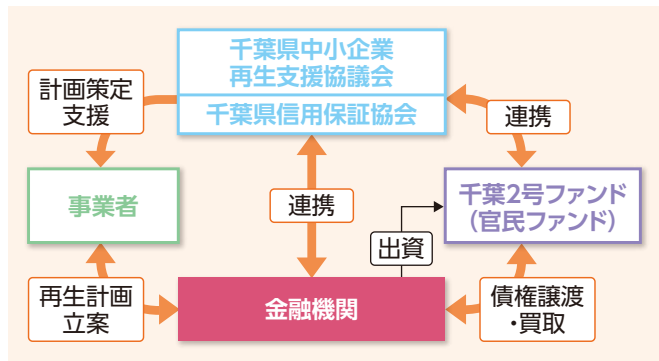 千葉県中小企業
再生支援協議会
千葉県信用保証協会
計画策定
支援
連携
事業者
連携
千葉2号ファンド
（官民ファンド）
出資
再生計画
立案
金融機関
債権譲渡
・買取